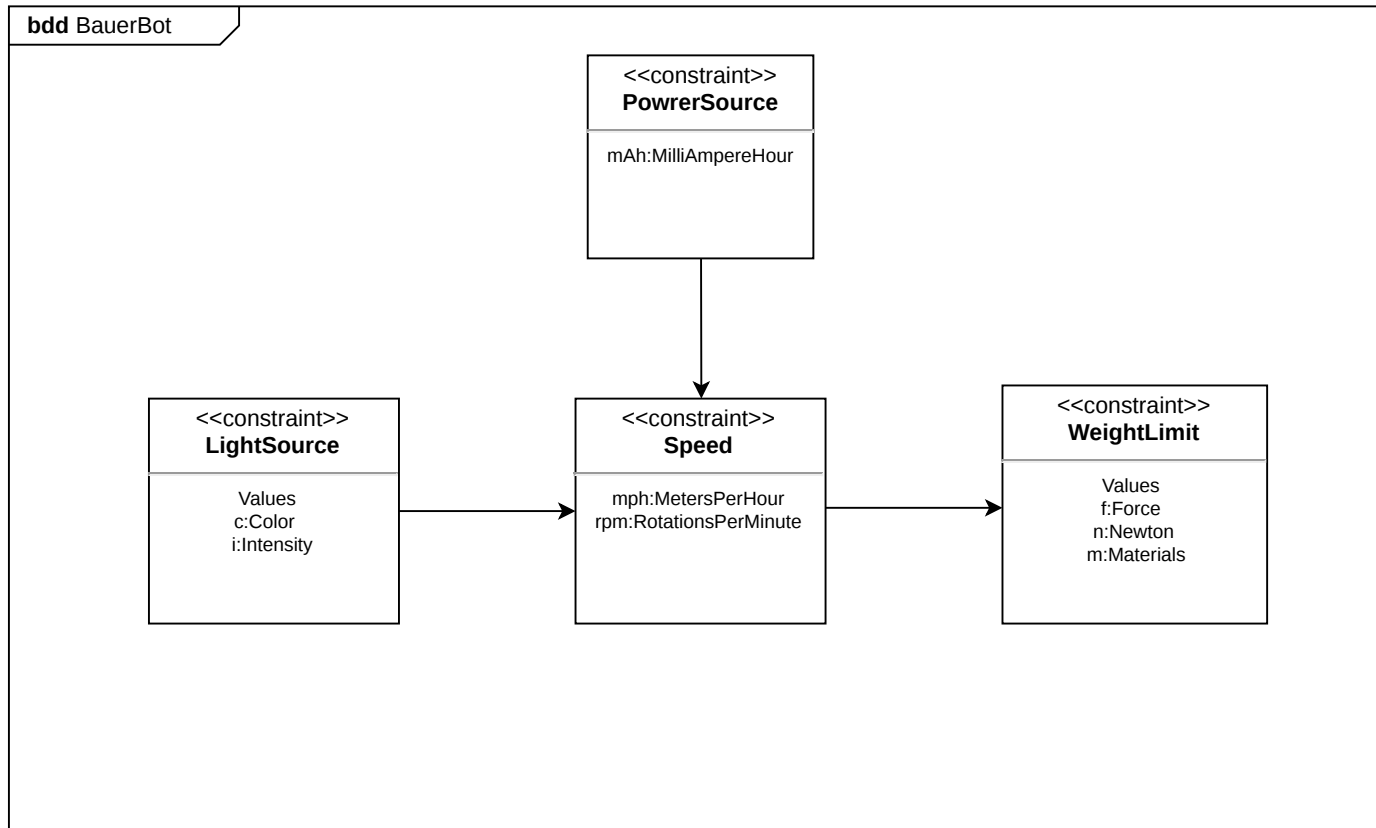 bdd BauerBot
<<constraint>>
PowrerSource
mAh:MilliAmpereHour
<<constraint>>
LightSource
Values
c:Color
i:Intensity
<<constraint>>
Speed
mph:MetersPerHour
rpm:RotationsPerMinute
<<constraint>>
WeightLimit
Values
f:Force
n:Newton
m:Materials